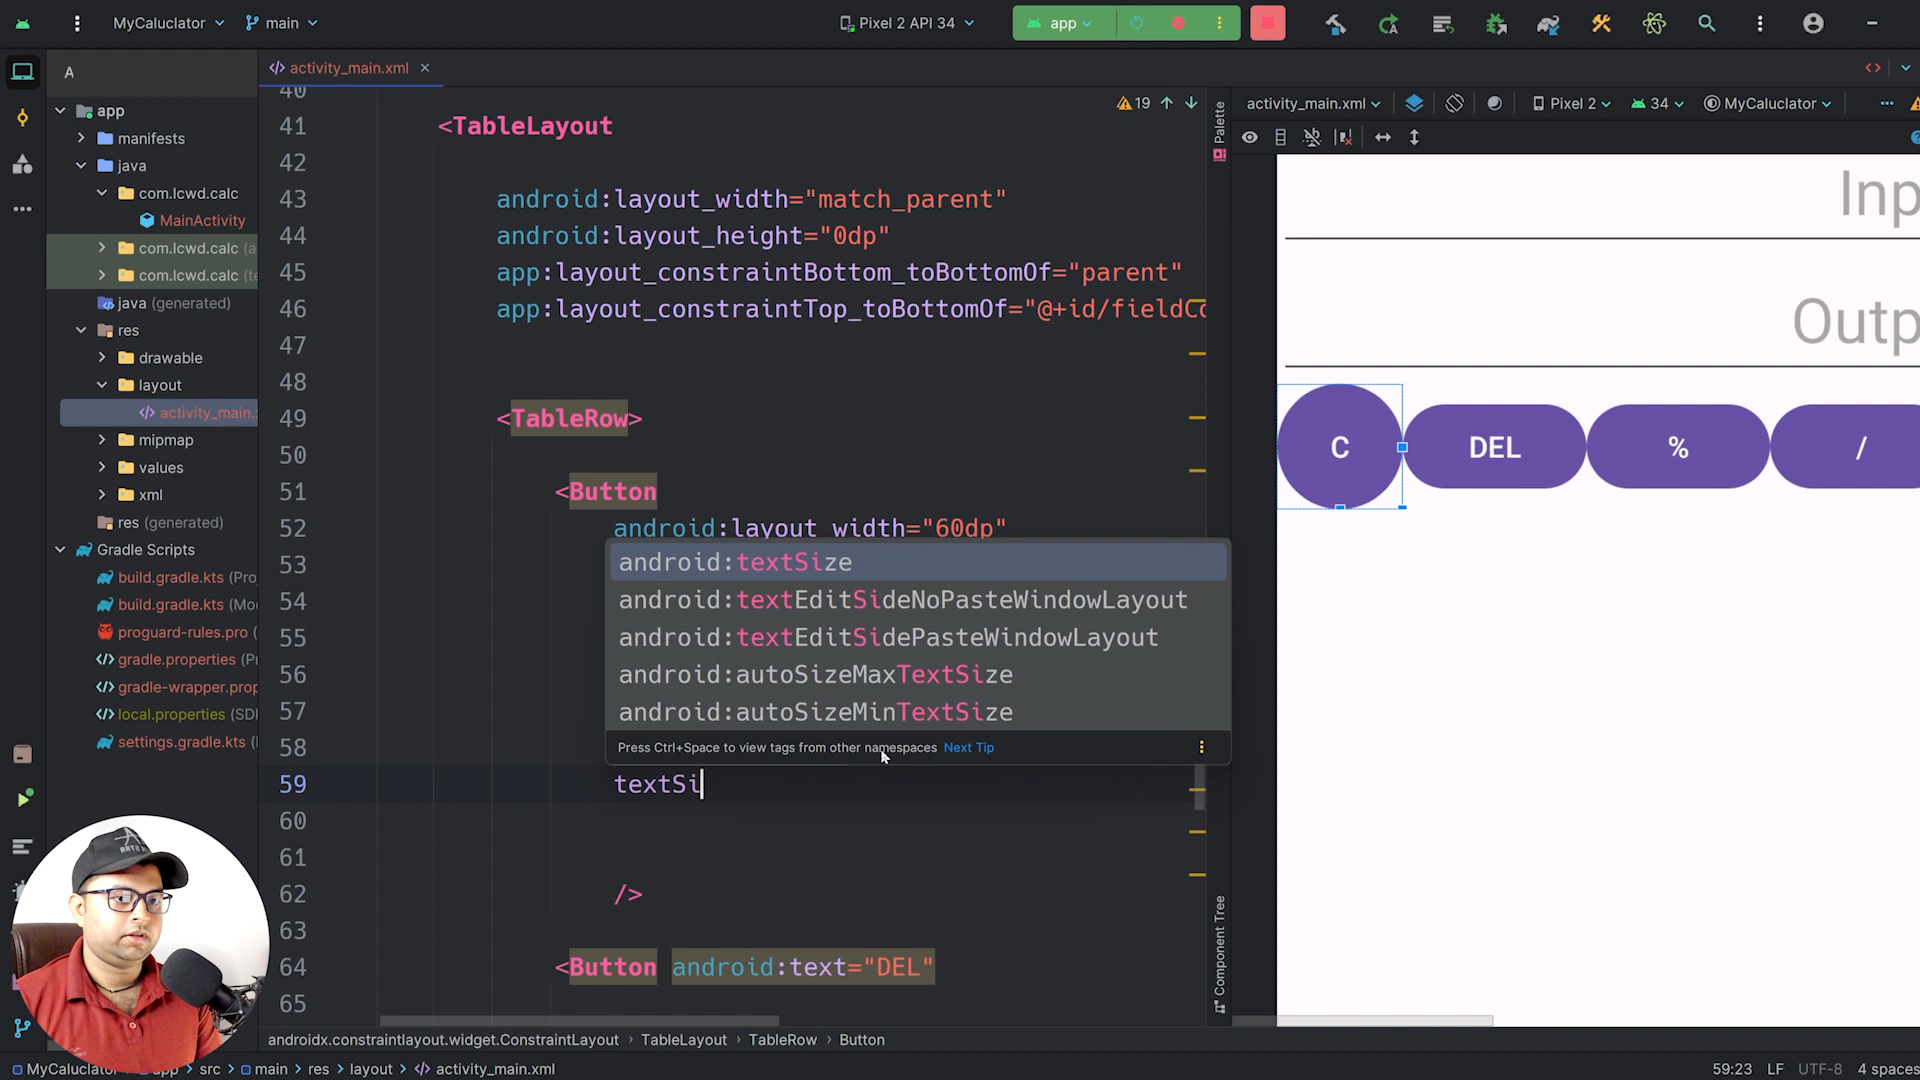 MyCaluclator
main
Pixel 2 API 34
app
A
activity_main.xml
app
manifests
java
com.lcwd.calc
MainActivity
com.lcwd.calc (a
com.lcwd.calc (te
java (generated)
res
drawable
layout
activity_main.
mipmap
values
xml
res (generated)
Gradle Scripts
build.gradle.kts (Pro
build.gradle.kts (Mo
proguard-rules.pro (
gradle.properties (P
gradle-wrapper.prop
local.properties (SD
settings.gradle.kts (
19
40
41 <TableLayout
42
43 android:layout_width="match_parent"
44 android:layout_height="0dp"
45 app:layout_constraintBottom_toBottomOf="parent"
46 app:layout_constraintTop_toBottomOf="@+id/fieldCo
47
48
49 <TableRow>
50
51 <Button
52 android:layout_width="60dp"
53
54
55
56
57
58
59 textSi
60
61
62 />
63
64 <Button android:text="DEL"
65
android:textSize
android:textEditSideNoPasteWindowLayout
android:textEditSidePasteWindowLayout
android:autoSizeMaxTextSize
android:autoSizeMinTextSize
Press Ctrl+Space to view tags from other namespaces Next Tip
Palette
Component Tree
activity_main.xml
Pixel 2
34
MyCaluclator
Inp
Outp
C
DEL
%
/
androidx.constraintlayout.widget.ConstraintLayout › TableLayout › TableRow › Button
MyCaluclator app › src › main › res › layout › activity_main.xml
59:23 LF UTF-8 4 spaces